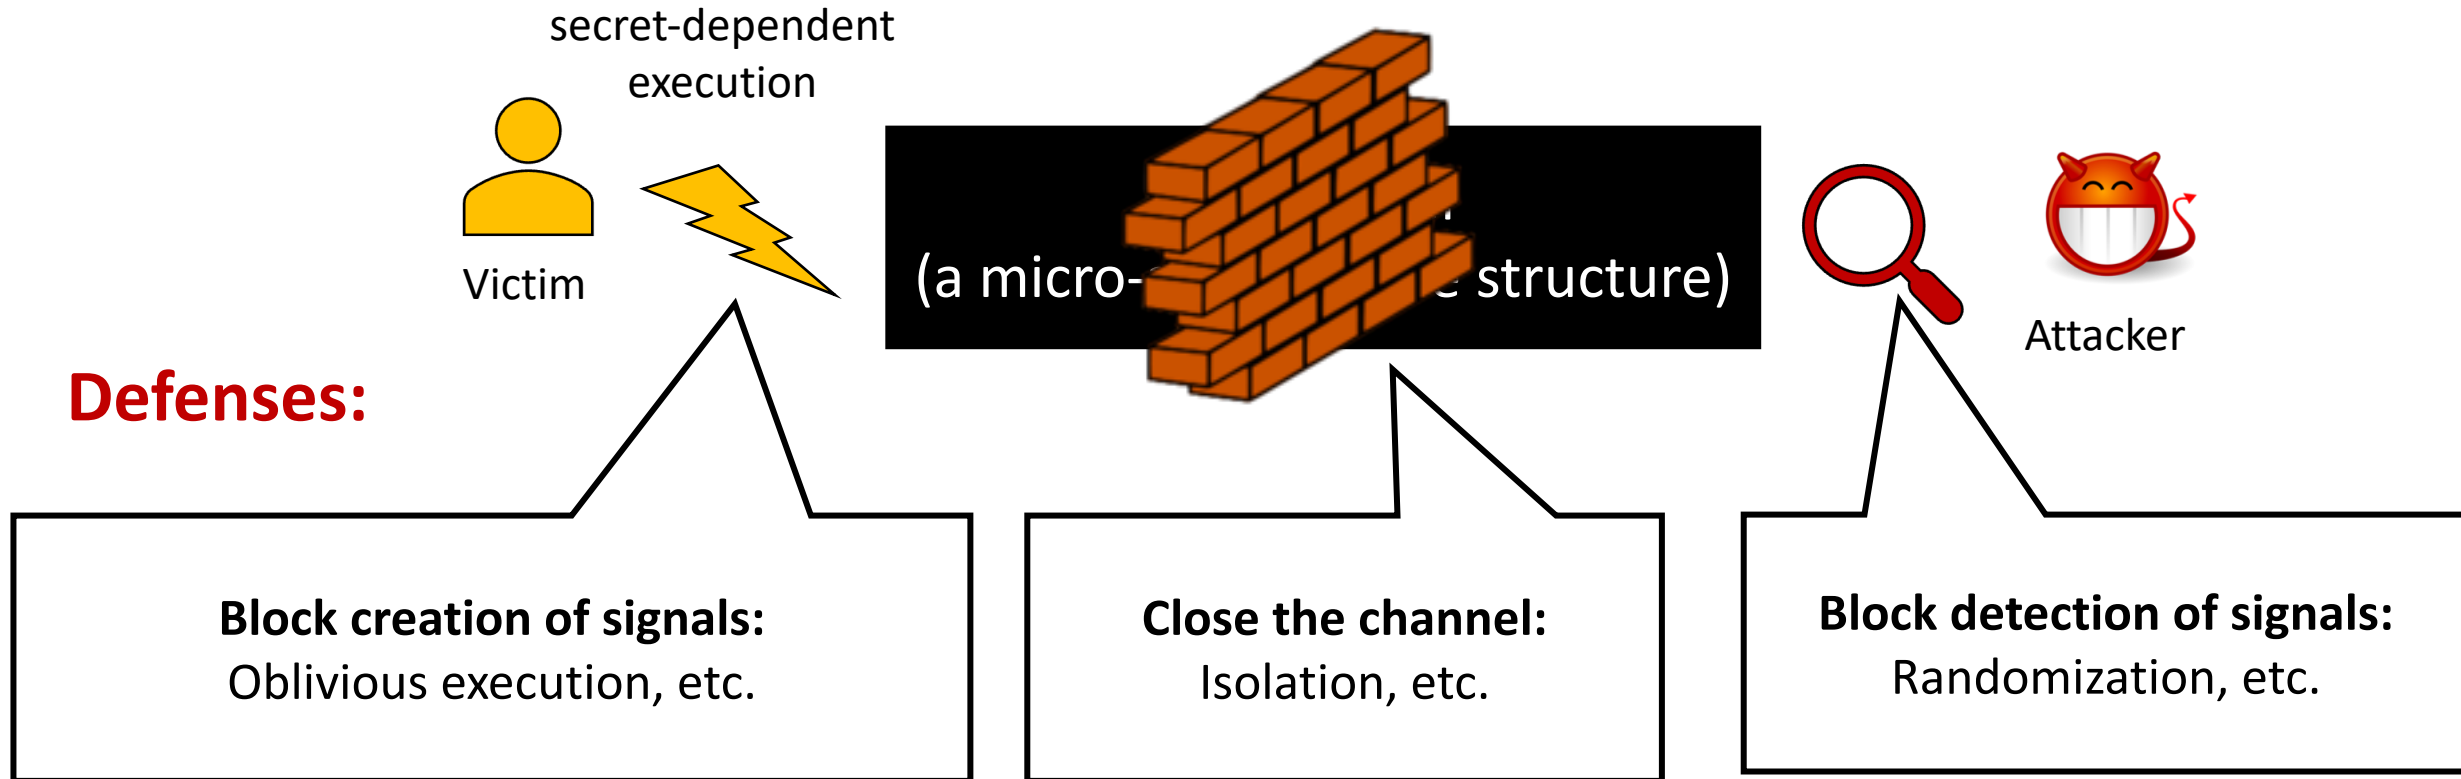 secret-dependent
execution
Victim
(a micro- structure)
Attacker
Defenses:
Block creation of signals:
Oblivious execution, etc.
Close the channel:
Isolation, etc.
Block detection of signals:
Randomization, etc.